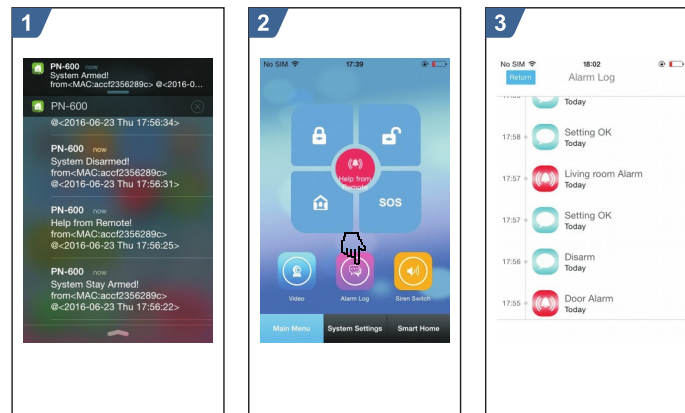 1
PN-600 now
System Armed!
from<MAC:accf2356289c> @<2016-0...
PN-600
@<2016-06-23 Thu 17:56:34>
PN-600 now
System Disarmed!
from<MAC:accf2356289c>
@<2016-06-23 Thu 17:56:31>
PN-600 now
Help from Remote!
from<MAC:accf2356289c>
@<2016-06-23 Thu 17:56:25>
PN-600 now
System Stay Armed!
from<MAC:accf2356289c>
@<2016-06-23 Thu 17:56:22>
2
No SIM 17:39
Help from
Remote
SOS
Video Alarm Log Siren Switch
Main Menu System Settings Smart Home
3
No SIM 18:02
Return Alarm Log
Today
17:58 Setting OK
Today
17:57 Living room Alarm
Today
17:57 Setting OK
Today
17:56 Disarm
Today
17:55 Door Alarm
Today